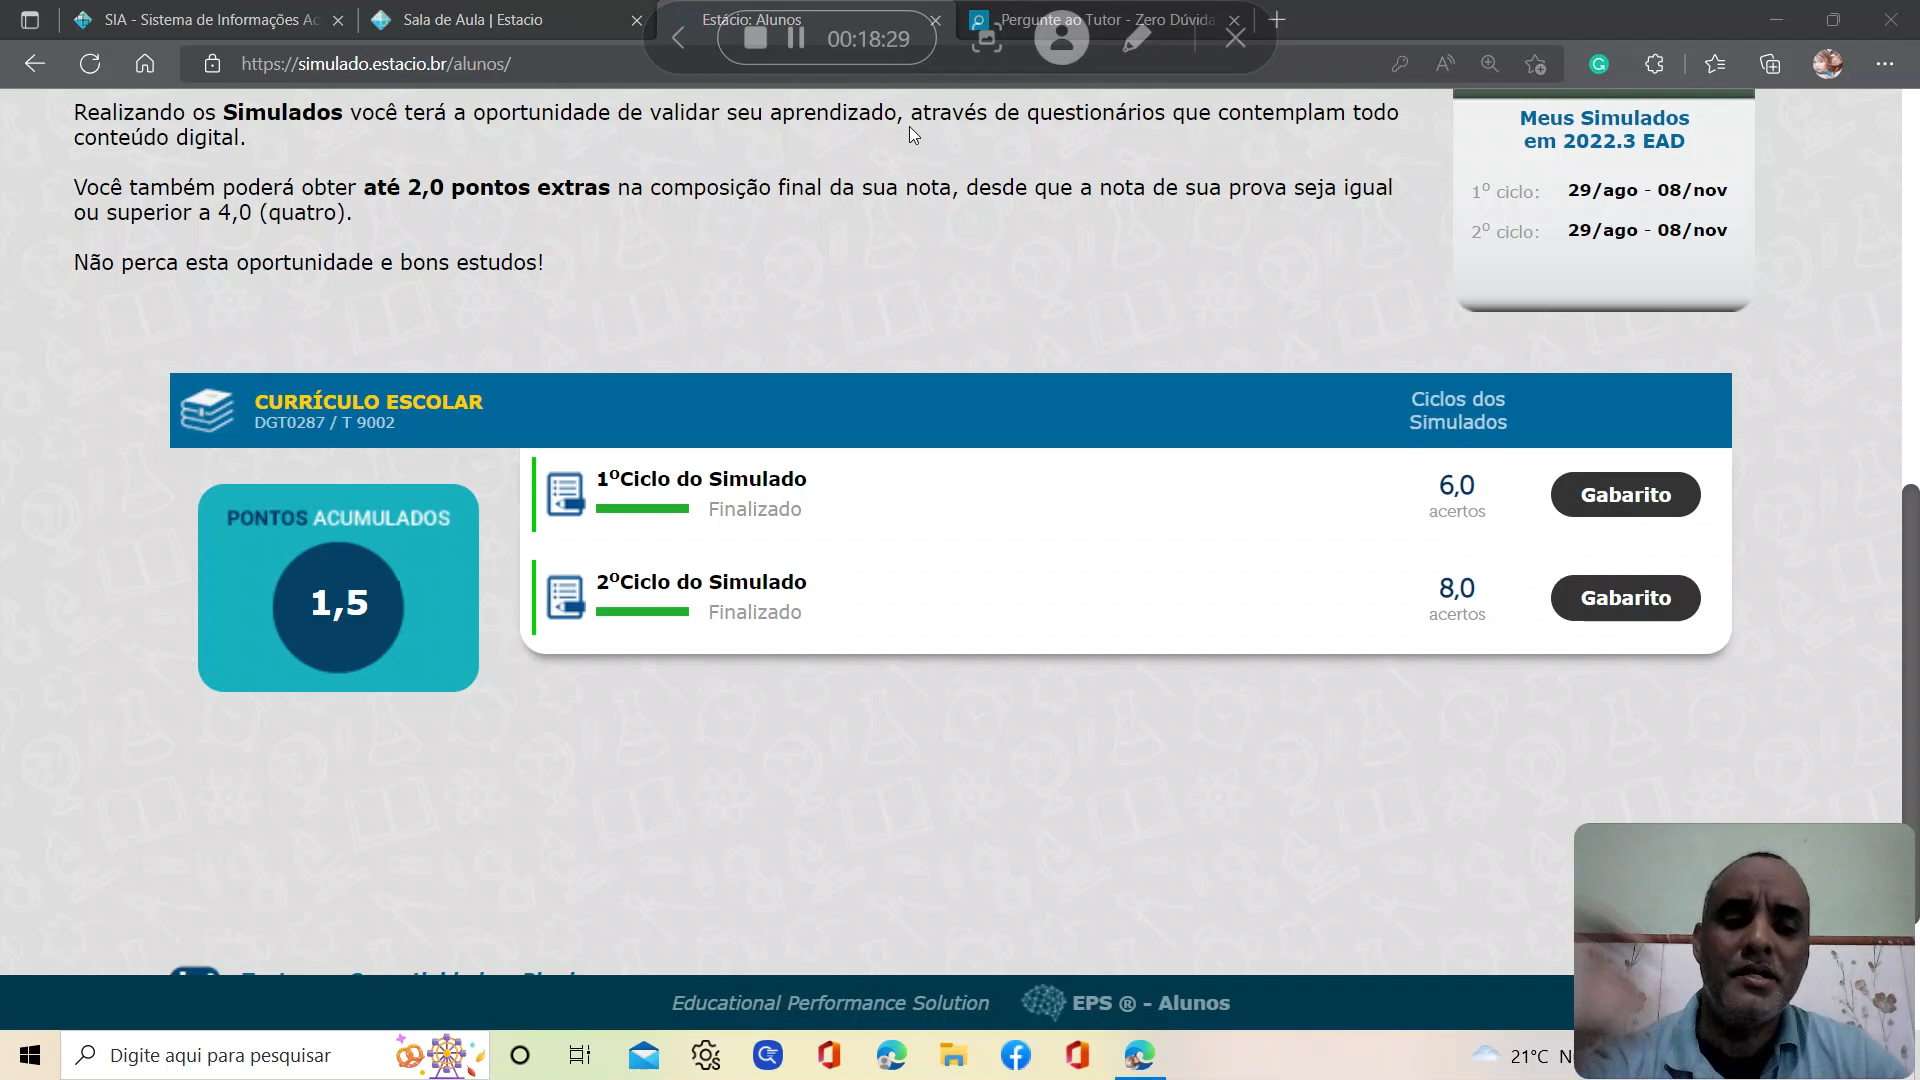 SIA - Sistema de Informações Ac
Sala de Aula | Estacio
Estácio: Alunos
Pergunte ao Tutor - Zero Dúvida
00:18:29
https://simulado.estacio.br/alunos/
Realizando os Simulados você terá a oportunidade de validar seu aprendizado, através de questionários que contemplam todo
conteúdo digital.
Você também poderá obter até 2,0 pontos extras na composição final da sua nota, desde que a nota de sua prova seja igual
ou superior a 4,0 (quatro).
Não perca esta oportunidade e bons estudos!
Meus Simulados
em 2022.3 EAD
1º ciclo: 29/ago - 08/nov
2º ciclo: 29/ago - 08/nov
CURRÍCULO ESCOLAR
DGT0287 / T 9002
Ciclos dos
Simulados
PONTOS ACUMULADOS
1,5
1ºCiclo do Simulado
Finalizado
6,0
acertos
Gabarito
2ºCiclo do Simulado
Finalizado
8,0
acertos
Gabarito
Educational Performance Solution
EPS ® - Alunos
Digite aqui para pesquisar
21°C